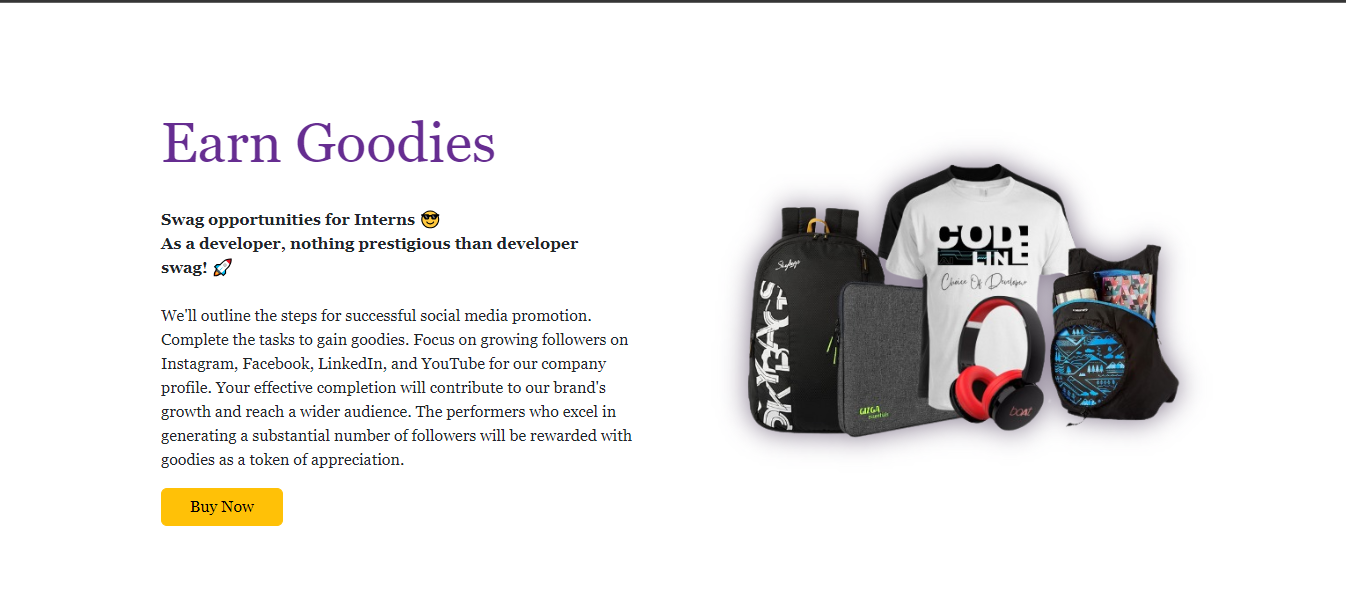 Earn Goodies
Swag opportunities for Interns 😎
As a developer, nothing prestigious than developer
swag! 🚀
We'll outline the steps for successful social media promotion.
Complete the tasks to gain goodies. Focus on growing followers on
Instagram, Facebook, LinkedIn, and YouTube for our company
profile. Your effective completion will contribute to our brand's
growth and reach a wider audience. The performers who excel in
generating a substantial number of followers will be rewarded with
goodies as a token of appreciation.
Buy Now
Skybags
SKYBAGS
GIZGA
essentials
CODE
LINE
Choice Of Developer
boAt